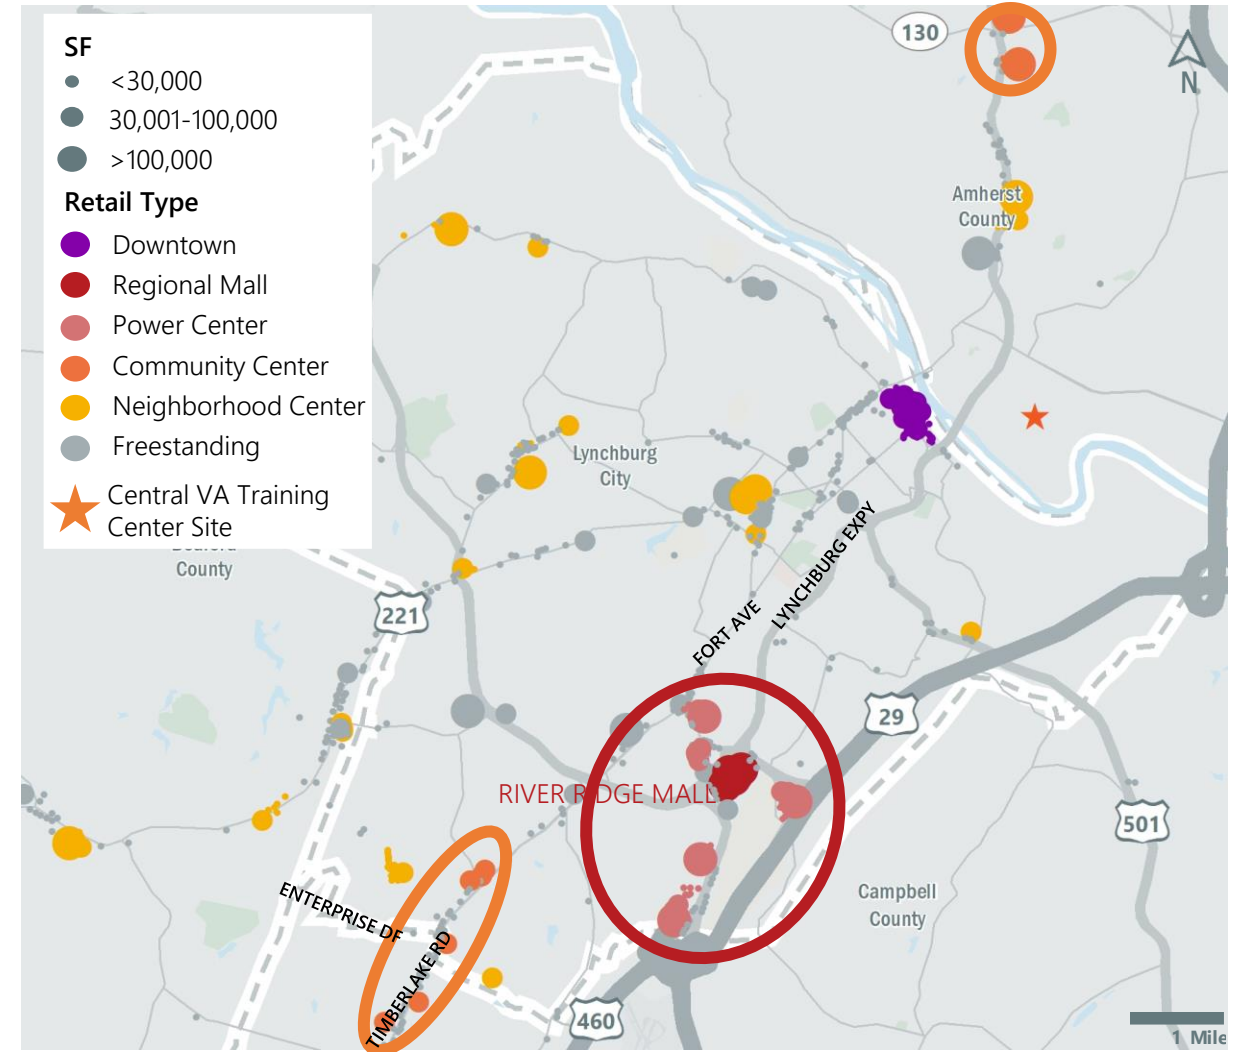 SF
<30,000
30,001-100,000
>100,000
Retail Type
Downtown
Regional Mall
Power Center
Community Center
Neighborhood Center
Freestanding
Central VA Training
Center Site
County
130
N
Amherst
County
Lynchburg
City
LYNCHBURG EXPY
FORT AVE
221
29
RIVER RIDGE MALL
501
ENTERPRISE DR
TIMBERLAKE RD
Campbell
County
460
1 Mile